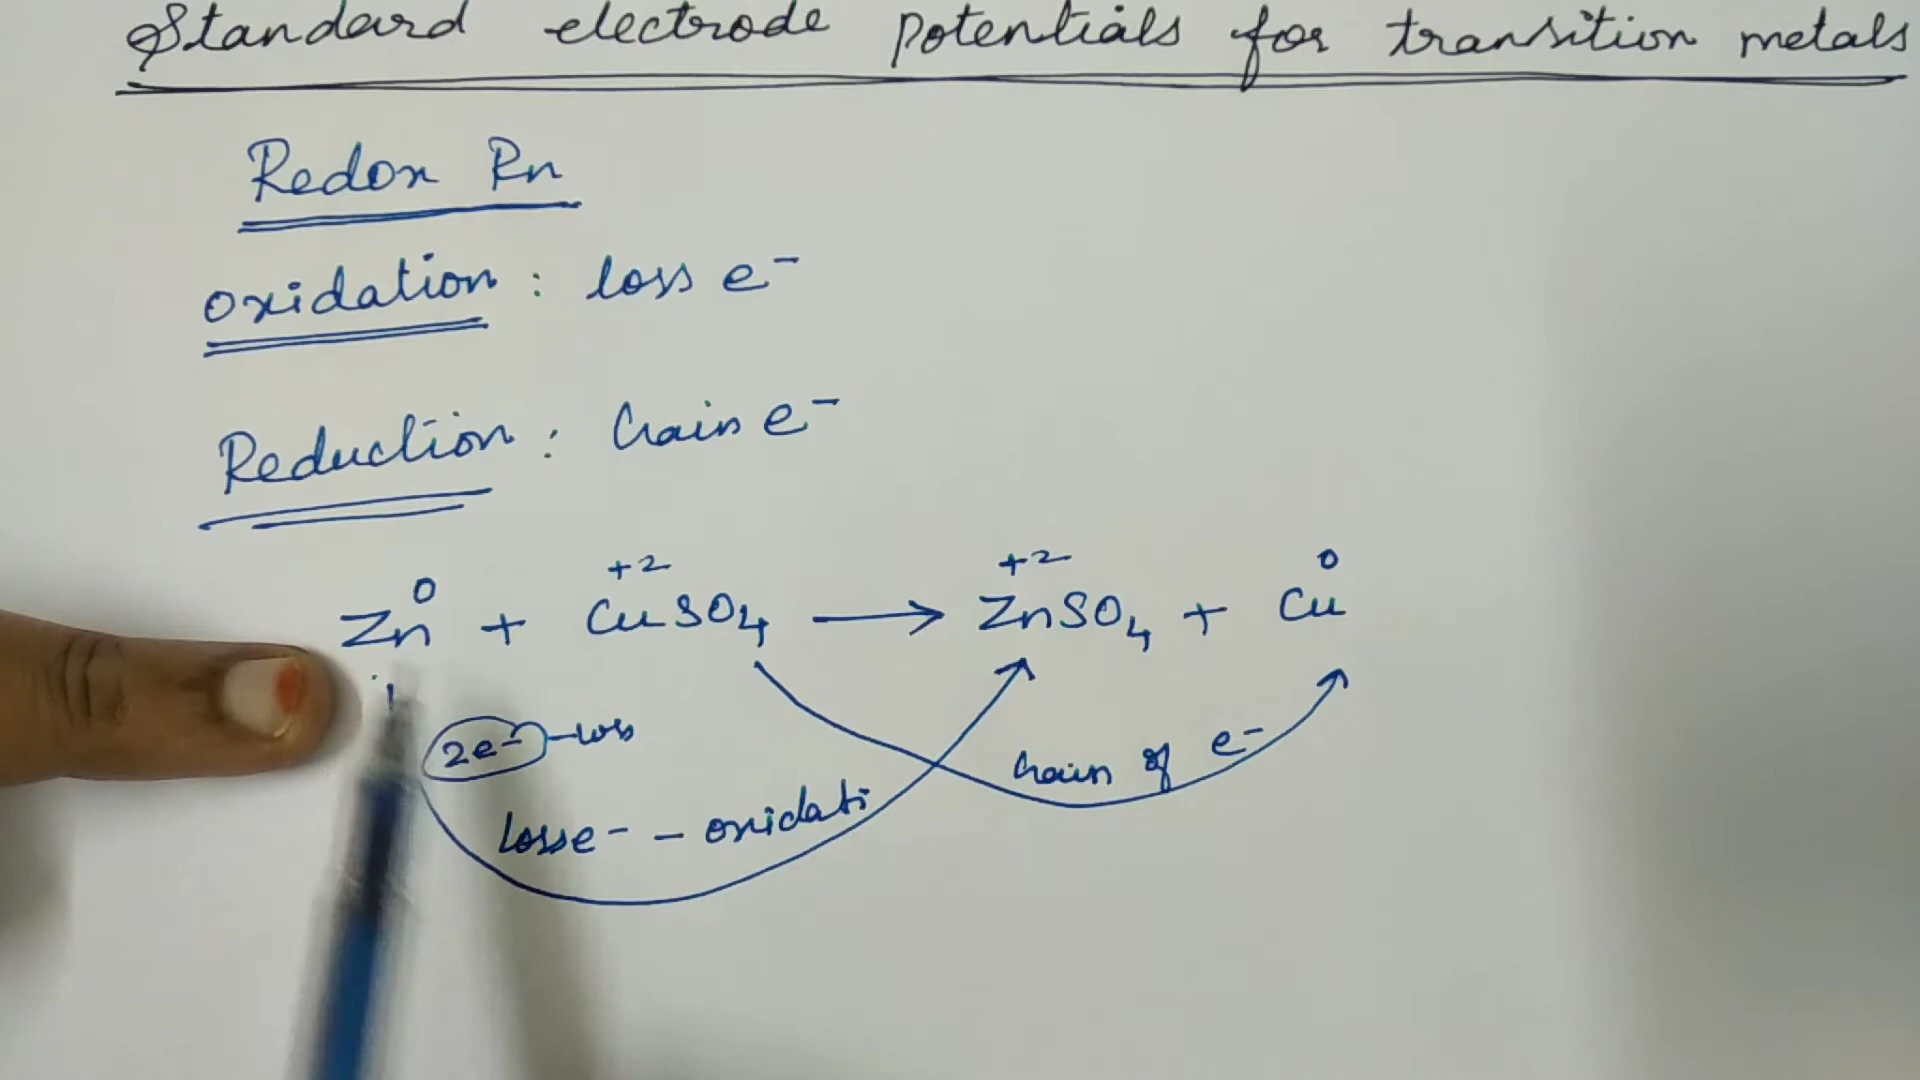 Standard electrode potentials for transition metals
Redox Rn
oxidation : loss e⁻
Reduction : Gain e⁻
Zn⁰ + Cu⁺²SO₄ → Zn⁺²SO₄ + Cu⁰
2e⁻ - loss
Gain of e⁻
Loss e⁻ - oxidati